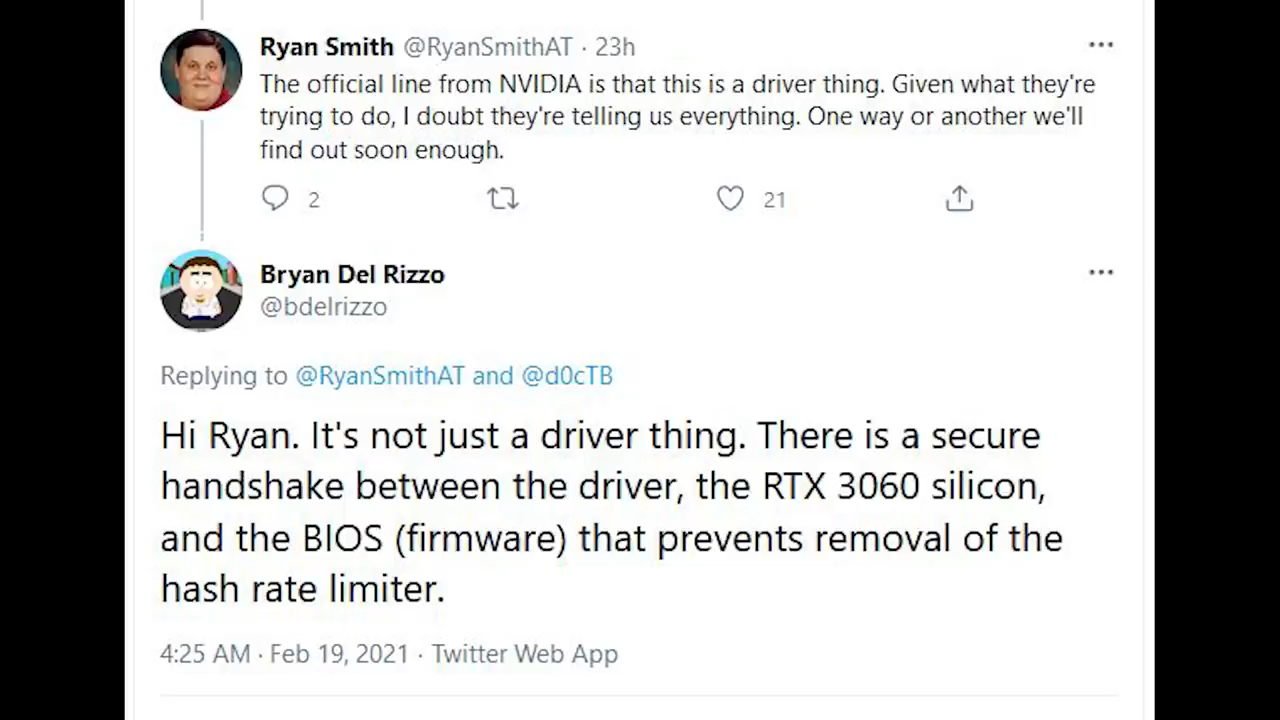 Ryan Smith @RyanSmithAT · 23h
The official line from NVIDIA is that this is a driver thing. Given what they're
trying to do, I doubt they're telling us everything. One way or another we'll
find out soon enough.
2 21
Bryan Del Rizzo
@bdelrizzo
Replying to @RyanSmithAT and @d0cTB
Hi Ryan. It's not just a driver thing. There is a secure
handshake between the driver, the RTX 3060 silicon,
and the BIOS (firmware) that prevents removal of the
hash rate limiter.
4:25 AM · Feb 19, 2021 · Twitter Web App